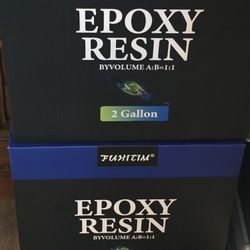 EPOXY
RESIN
BYVOLUME A:B=1:1
2 Gallon
FUHITIM®
EPOXY
RESIN
BYVOLUME A:B=1:1